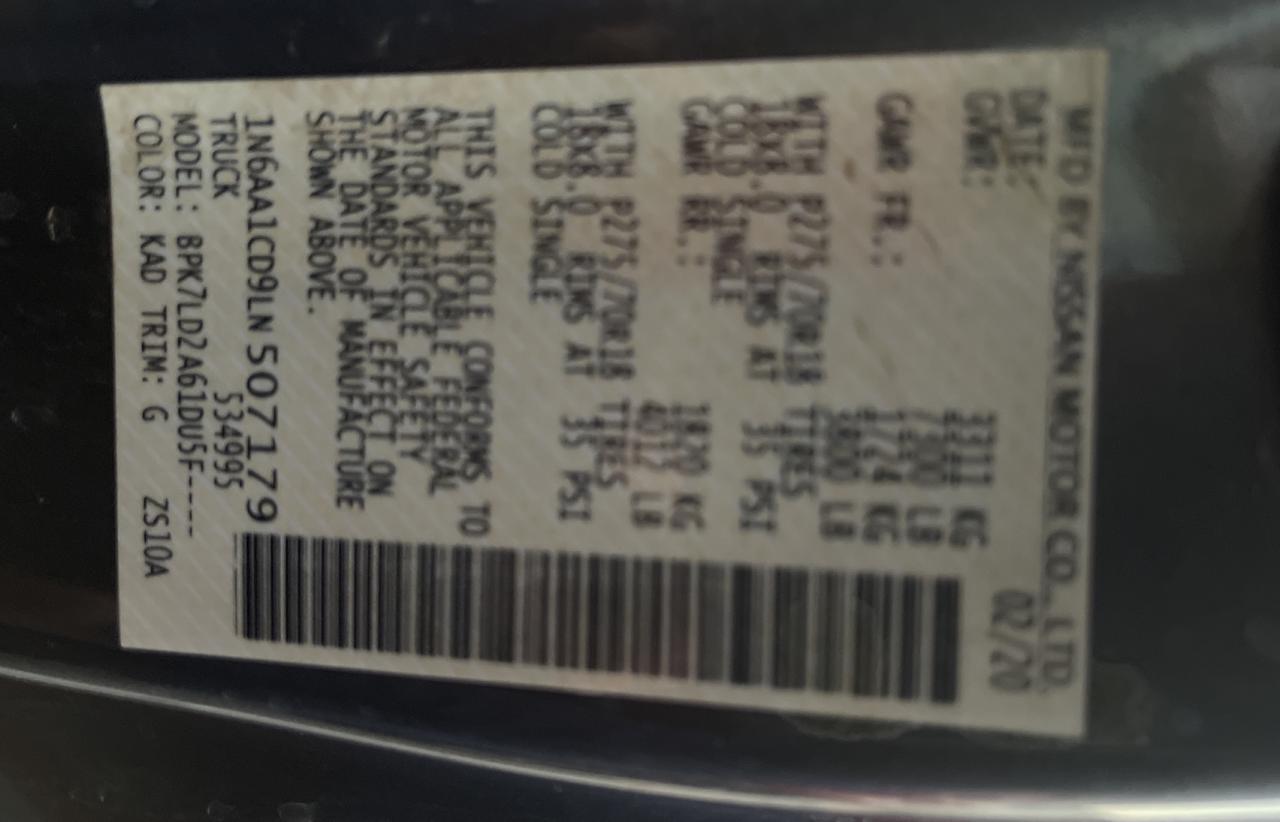 MFD BY NISSAN MOTOR CO., LTD.
DATE: 02/20
GVWR: 3311 KG
7300 LB
GAWR FR.: 1724 KG
3800 LB
WITH P275/70R18 TIRES
18X8.0 RIMS AT 35 PSI
COLD SINGLE
GAWR RR.: 1820 KG
4012 LB
WITH P275/70R18 TIRES
18X8.0 RIMS AT 35 PSI
COLD SINGLE
THIS VEHICLE CONFORMS TO
ALL APPLICABLE FEDERAL
MOTOR VEHICLE SAFETY
STANDARDS IN EFFECT ON
THE DATE OF MANUFACTURE
SHOWN ABOVE.
1N6AA1CD9LN507179
TRUCK 534995
MODEL: BPK7LD2A61DU5F-----
COLOR: KAD TRIM: G ZS10A